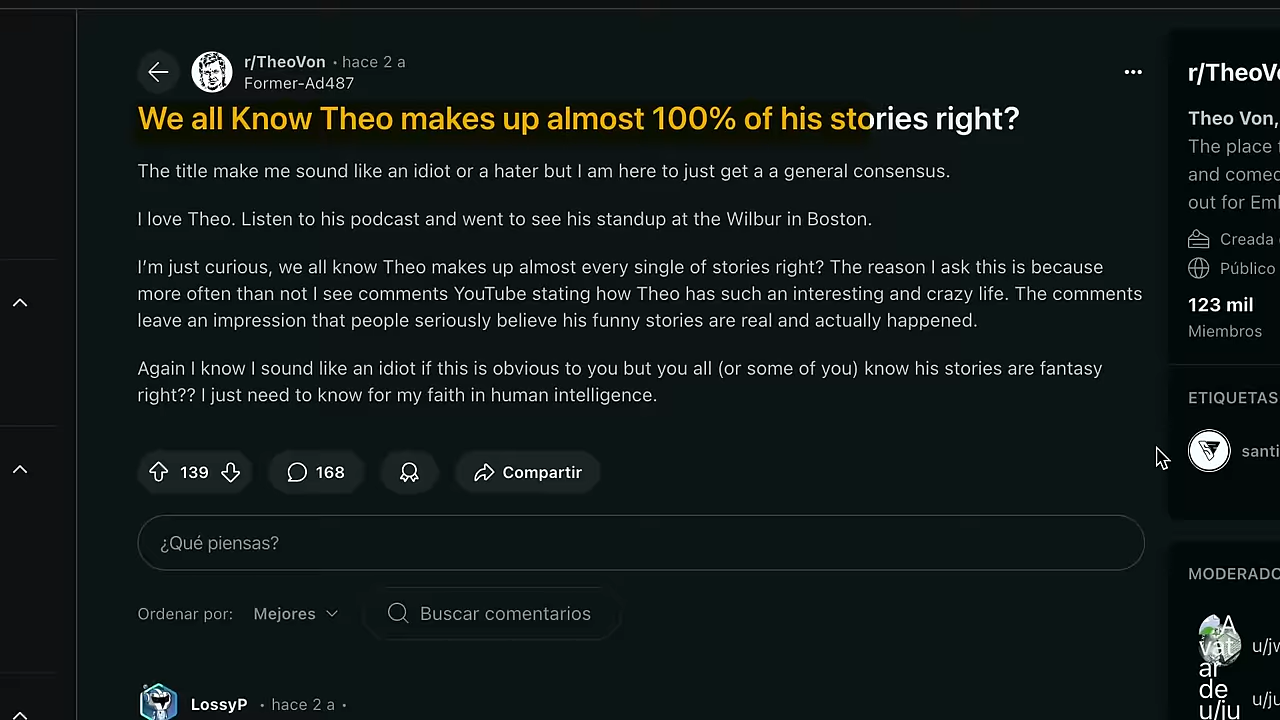 r/TheoVon • hace 2 a
Former-Ad487
We all Know Theo makes up almost 100% of his stories right?
The title make me sound like an idiot or a hater but I am here to just get a a general consensus.
I love Theo. Listen to his podcast and went to see his standup at the Wilbur in Boston.
I’m just curious, we all know Theo makes up almost every single of stories right? The reason I ask this is because
more often than not I see comments YouTube stating how Theo has such an interesting and crazy life. The comments
leave an impression that people seriously believe his funny stories are real and actually happened.
Again I know I sound like an idiot if this is obvious to you but you all (or some of you) know his stories are fantasy
right?? I just need to know for my faith in human intelligence.
139
168
Compartir
¿Qué piensas?
Ordenar por: Mejores
Buscar comentarios
LossyP • hace 2 a •
r/TheoV
Theo Von,
The place
and comed
out for Em
Creada
Público
123 mil
Miembros
ETIQUETAS
santi
MODERADO
Avatar de u/ju
u/jw
u/ju